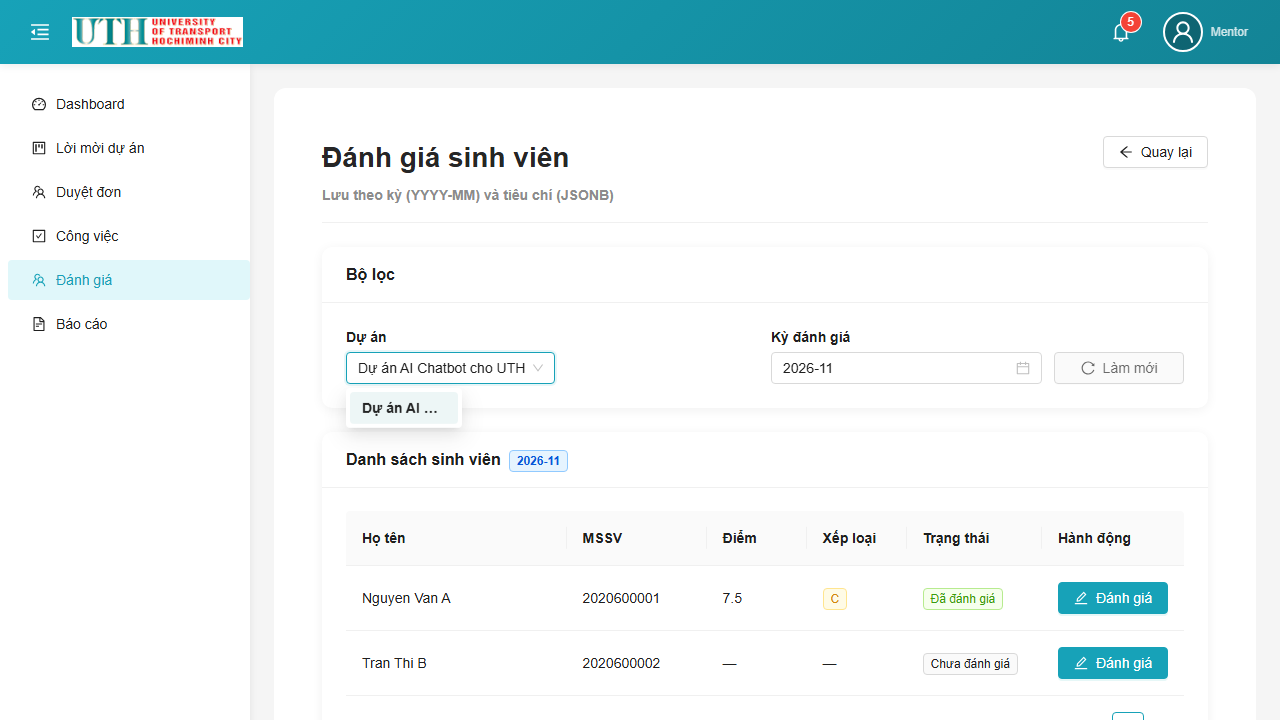 UTH UNIVERSITY
OF TRANSPORT
HOCHIMINH CITY
5
Mentor
Dashboard
Lời mời dự án
Duyệt đơn
Công việc
Đánh giá
Báo cáo
Đánh giá sinh viên
Quay lại
Lưu theo kỳ (YYYY-MM) và tiêu chí (JSONB)
Bộ lọc
Dự án
Kỳ đánh giá
Dự án AI Chatbot cho UTH
2026-11
Làm mới
Dự án AI ...
Danh sách sinh viên 2026-11
Họ tên MSSV Điểm Xếp loại Trạng thái Hành động
Nguyen Van A 2020600001 7.5 C Đã đánh giá Đánh giá
Tran Thi B 2020600002 — — Chưa đánh giá Đánh giá